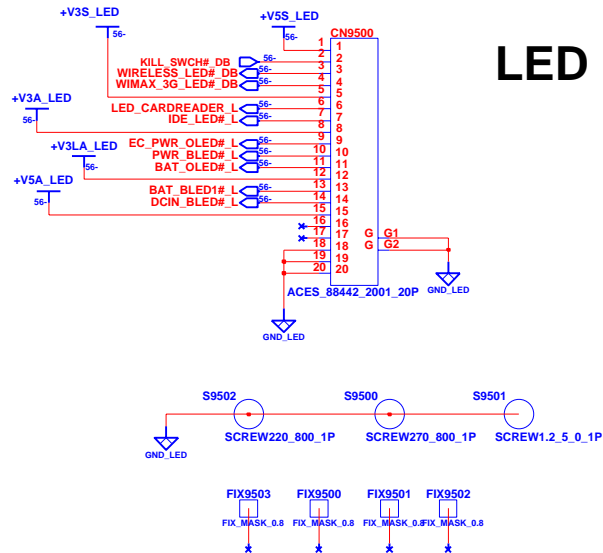 +V3S_LED
56-
+V5S_LED
56-
CN9500
LED
1 1
KILL_SWCH#_DB 56- 2 2
WIRELESS_LED#_DB 56- 3 3
WIMAX_3G_LED#_DB 56- 4 4
5 5
+V3A_LED
56-
LED_CARDREADER_L 56- 6 6
IDE_LED#_L 56- 7 7
8 8
EC_PWR_OLED#_L 56- 9 9
PWR_BLED#_L 56- 10 10
BAT_OLED#_L 56- 11 11
+V3LA_LED
56-
12 12
+V5A_LED
56-
BAT_BLED1#_L 56- 13 13
DCIN_BLED#_L 56- 14 14
15 15
16 16
17 17 G G1
18 18 G G2
19 19
20 20
ACES_88442_2001_20P
GND_LED
GND_LED
S9502 S9500 S9501
SCREW220_800_1P SCREW270_800_1P SCREW1.2_5_0_1P
GND_LED
FIX9503 FIX9500 FIX9501 FIX9502
FIX_MASK_0.8 FIX_MASK_0.8 FIX_MASK_0.8 FIX_MASK_0.8